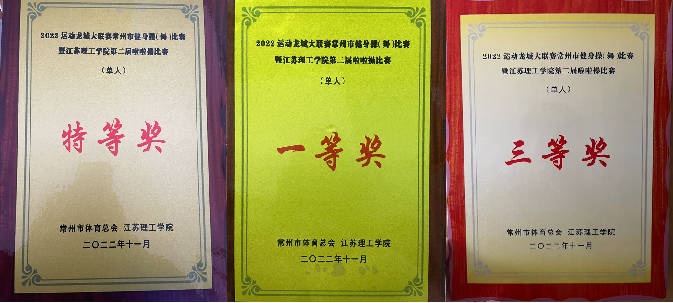 2022运动龙城大联赛常州市健身操(舞)比赛
暨江苏理工学院第二届啦啦操比赛
(单人)
特等奖
常州市体育总会 江苏理工学院
二〇二二年十一月
2022运动龙城大联赛常州市健身操(舞)比赛
暨江苏理工学院第二届啦啦操比赛
(单人)
一等奖
常州市体育总会 江苏理工学院
二〇二二年十一月
2022运动龙城大联赛常州市健身操(舞)比赛
暨江苏理工学院第二届啦啦操比赛
(单人)
三等奖
常州市体育总会 江苏理工学院
二〇二二年十一月